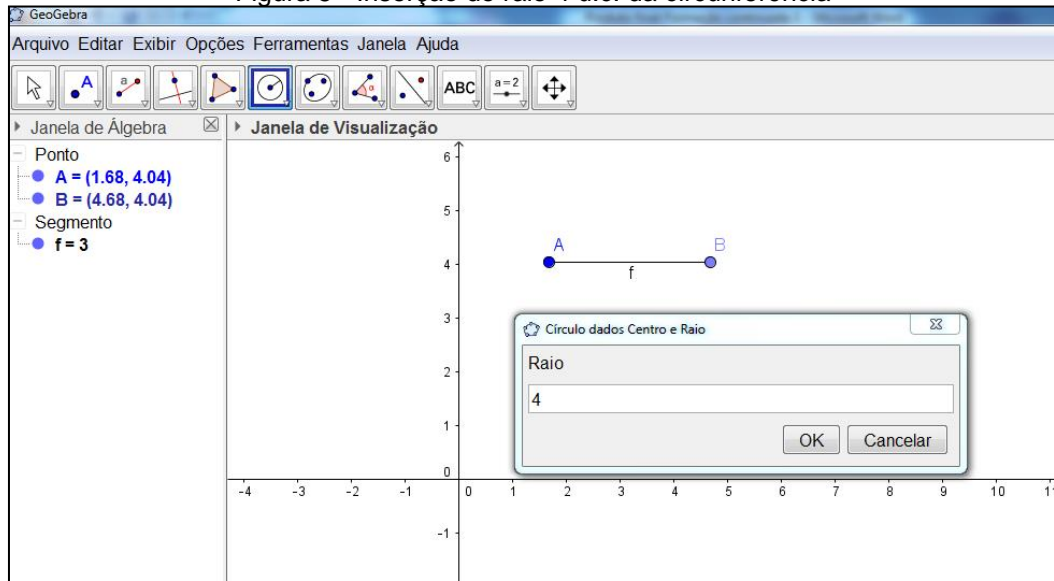 GeoGebra
Arquivo Editar Exibir Opções Ferramentas Janela Ajuda
A
a
α
ABC
a=2
Janela de Álgebra
Janela de Visualização
Ponto
A = (1.68, 4.04)
B = (4.68, 4.04)
Segmento
f = 3
6
5
4
3
2
1
0
-1
A
B
f
Círculo dados Centro e Raio
Raio
4
OK
Cancelar
-4 -3 -2 -1 0 1 2 3 4 5 6 7 8 9 10